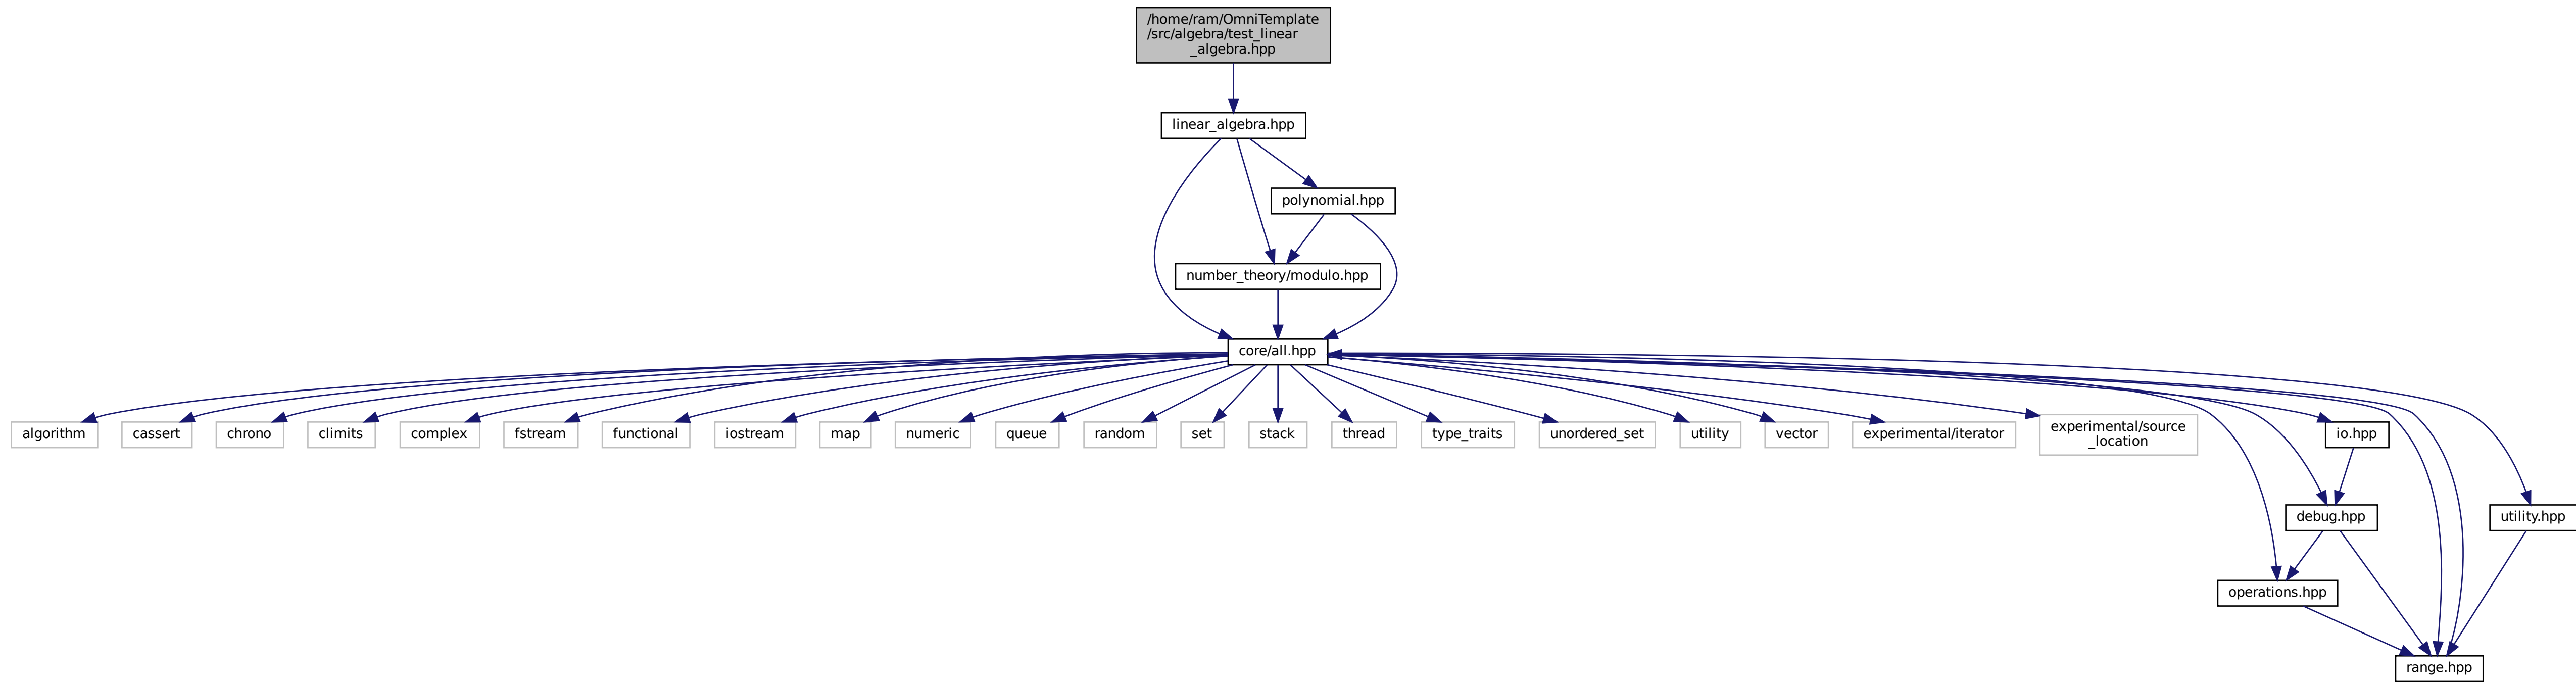 /home/ram/OmniTemplate
/src/algebra/test_linear
_algebra.hpp
linear_algebra.hpp
polynomial.hpp
number_theory/modulo.hpp
core/all.hpp
algorithm
cassert
chrono
climits
complex
fstream
functional
iostream
map
numeric
queue
random
set
stack
thread
type_traits
unordered_set
utility
vector
experimental/iterator
experimental/source
_location
io.hpp
debug.hpp
utility.hpp
operations.hpp
range.hpp